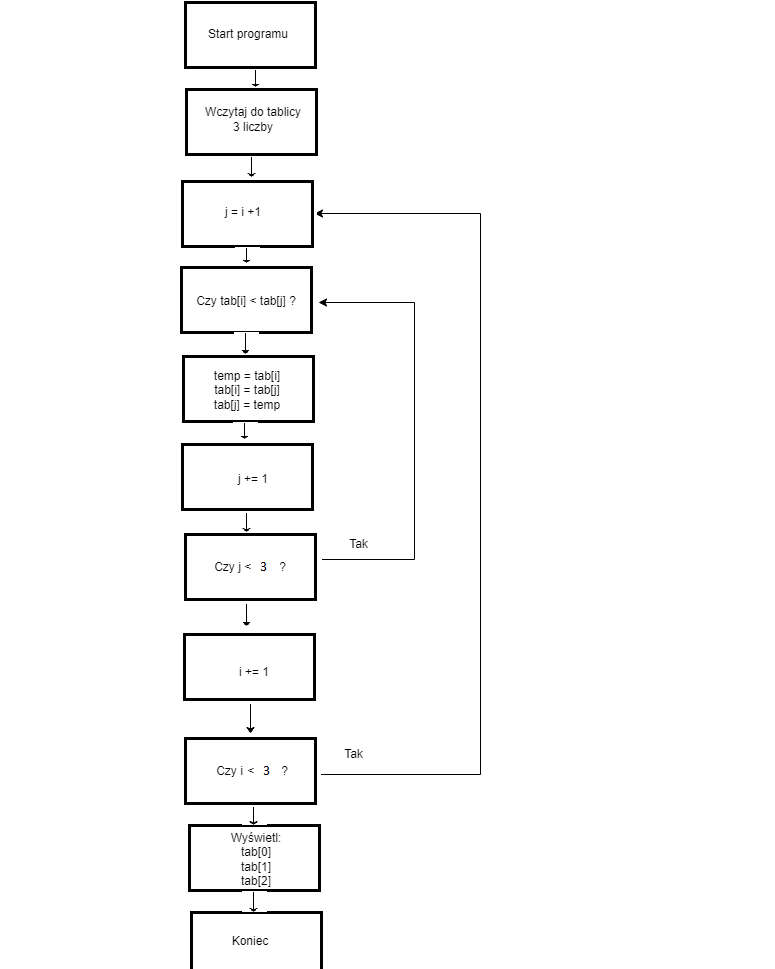 Start programu
Wczytaj do tablicy
3 liczby
j = i +1
Czy tab[i] < tab[j] ?
temp = tab[i]
tab[i] = tab[j]
tab[j] = temp
j += 1
Tak
Czy j < 3 ?
i += 1
Tak
Czy i < 3 ?
Wyświetl:
tab[0]
tab[1]
tab[2]
Koniec